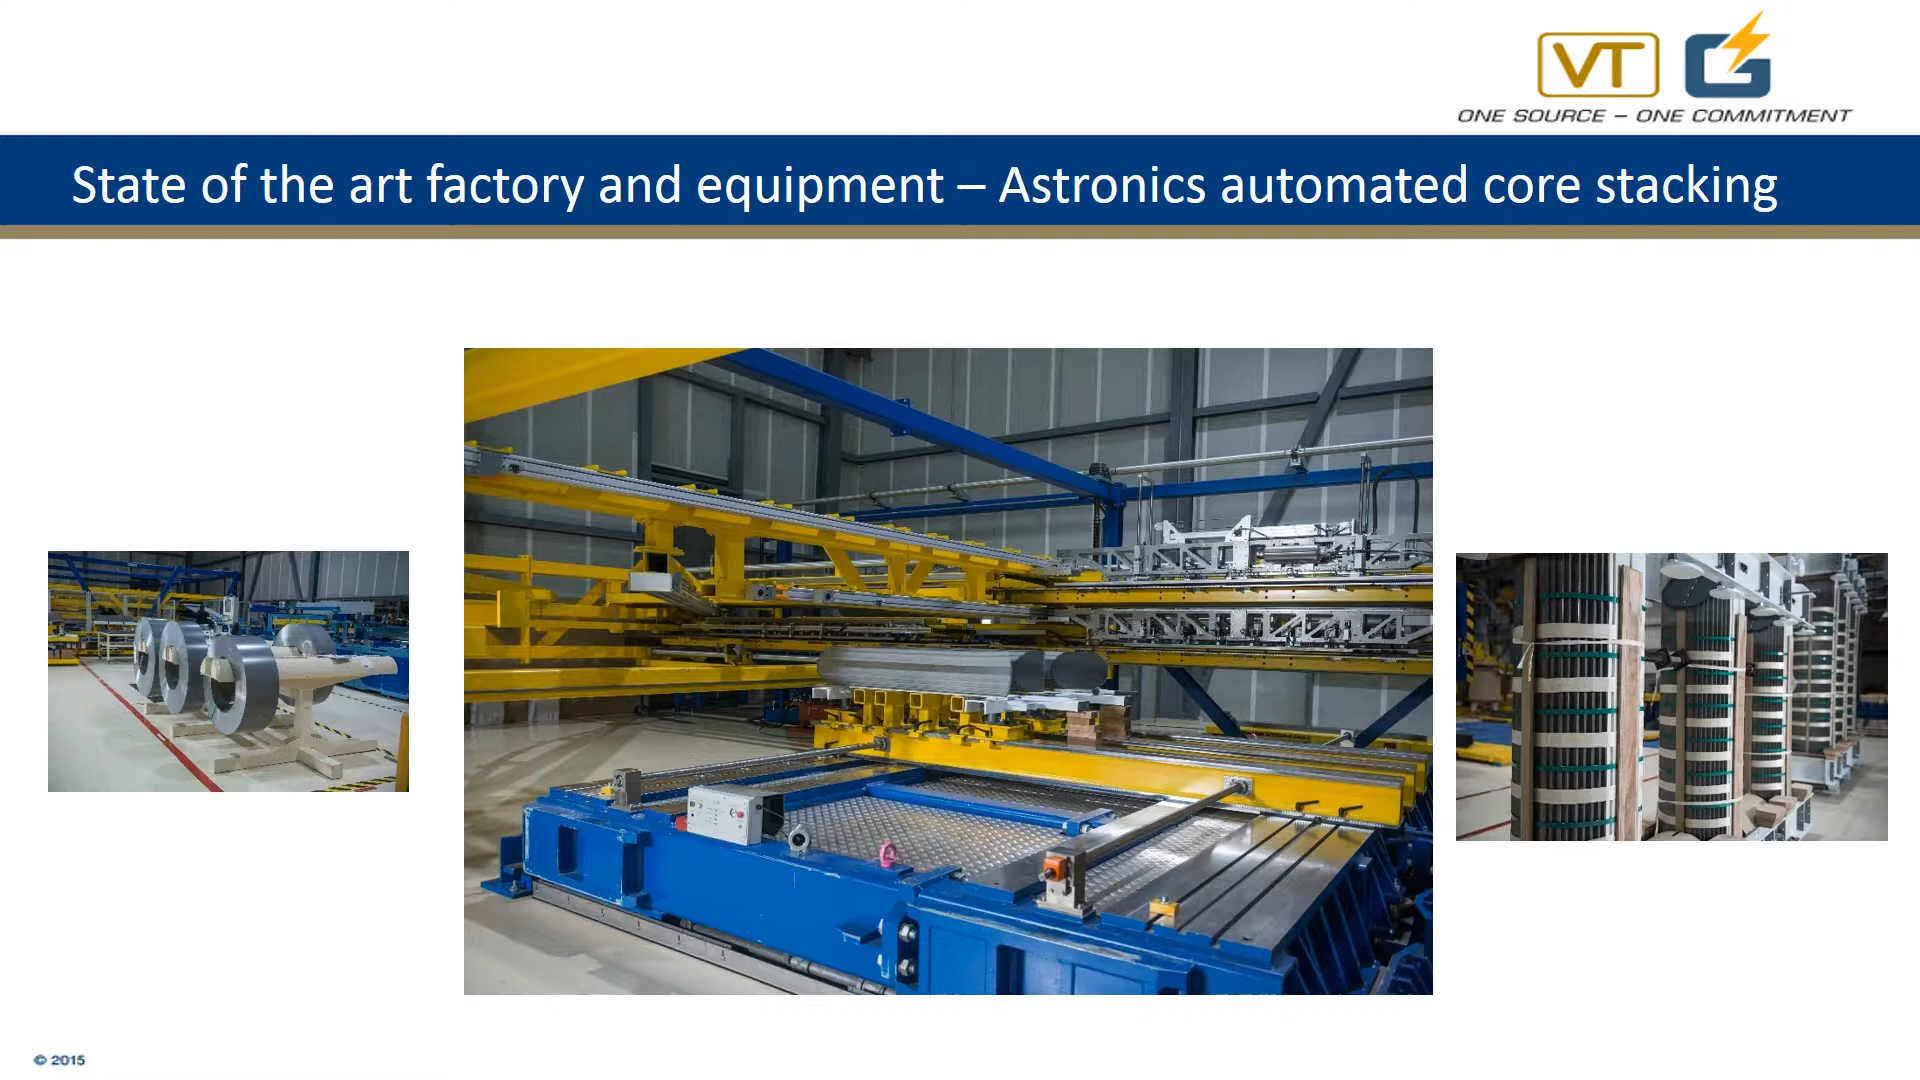 VT G
ONE SOURCE – ONE COMMITMENT
State of the art factory and equipment – Astronics automated core stacking
© 2015